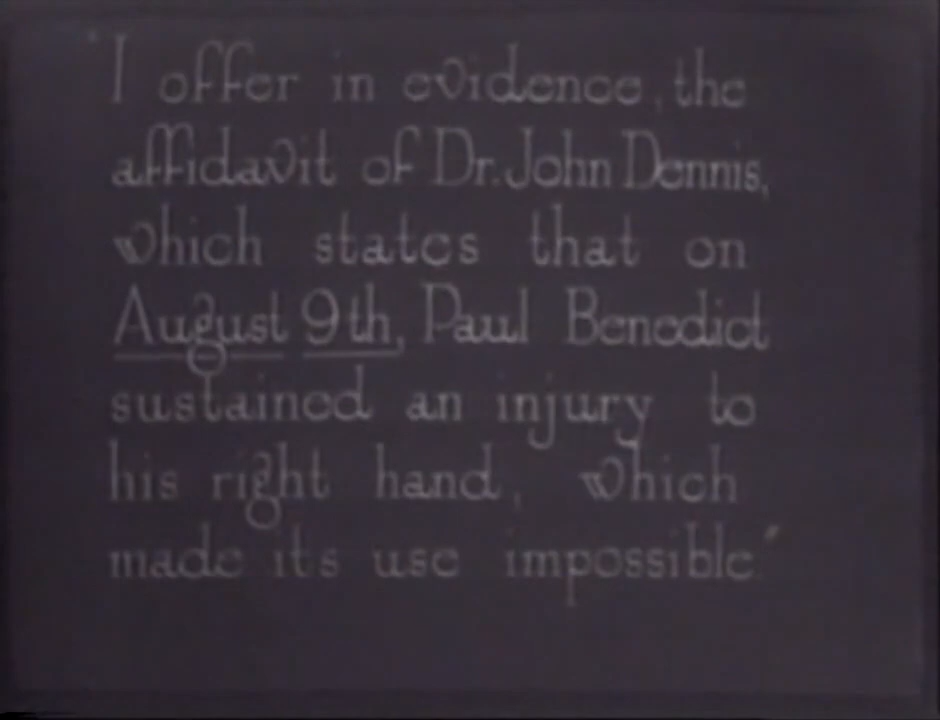 "I offer in evidence, the
affidavit of Dr. John Dennis,
which states that on
August 9th, Paul Benedict
sustained an injury to
his right hand, which
made its use impossible."